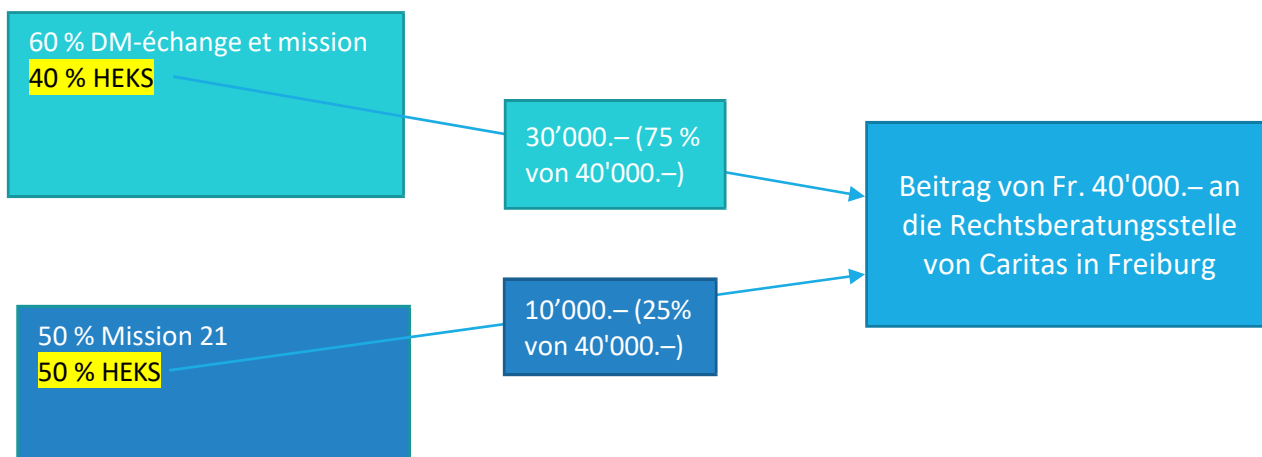 60 % DM-échange et mission
40 % HEKS
30’000.– (75 %
von 40'000.–)
Beitrag von Fr. 40'000.– an
die Rechtsberatungsstelle
von Caritas in Freiburg
50 % Mission 21
50 % HEKS
10’000.– (25%
von 40’000.–)